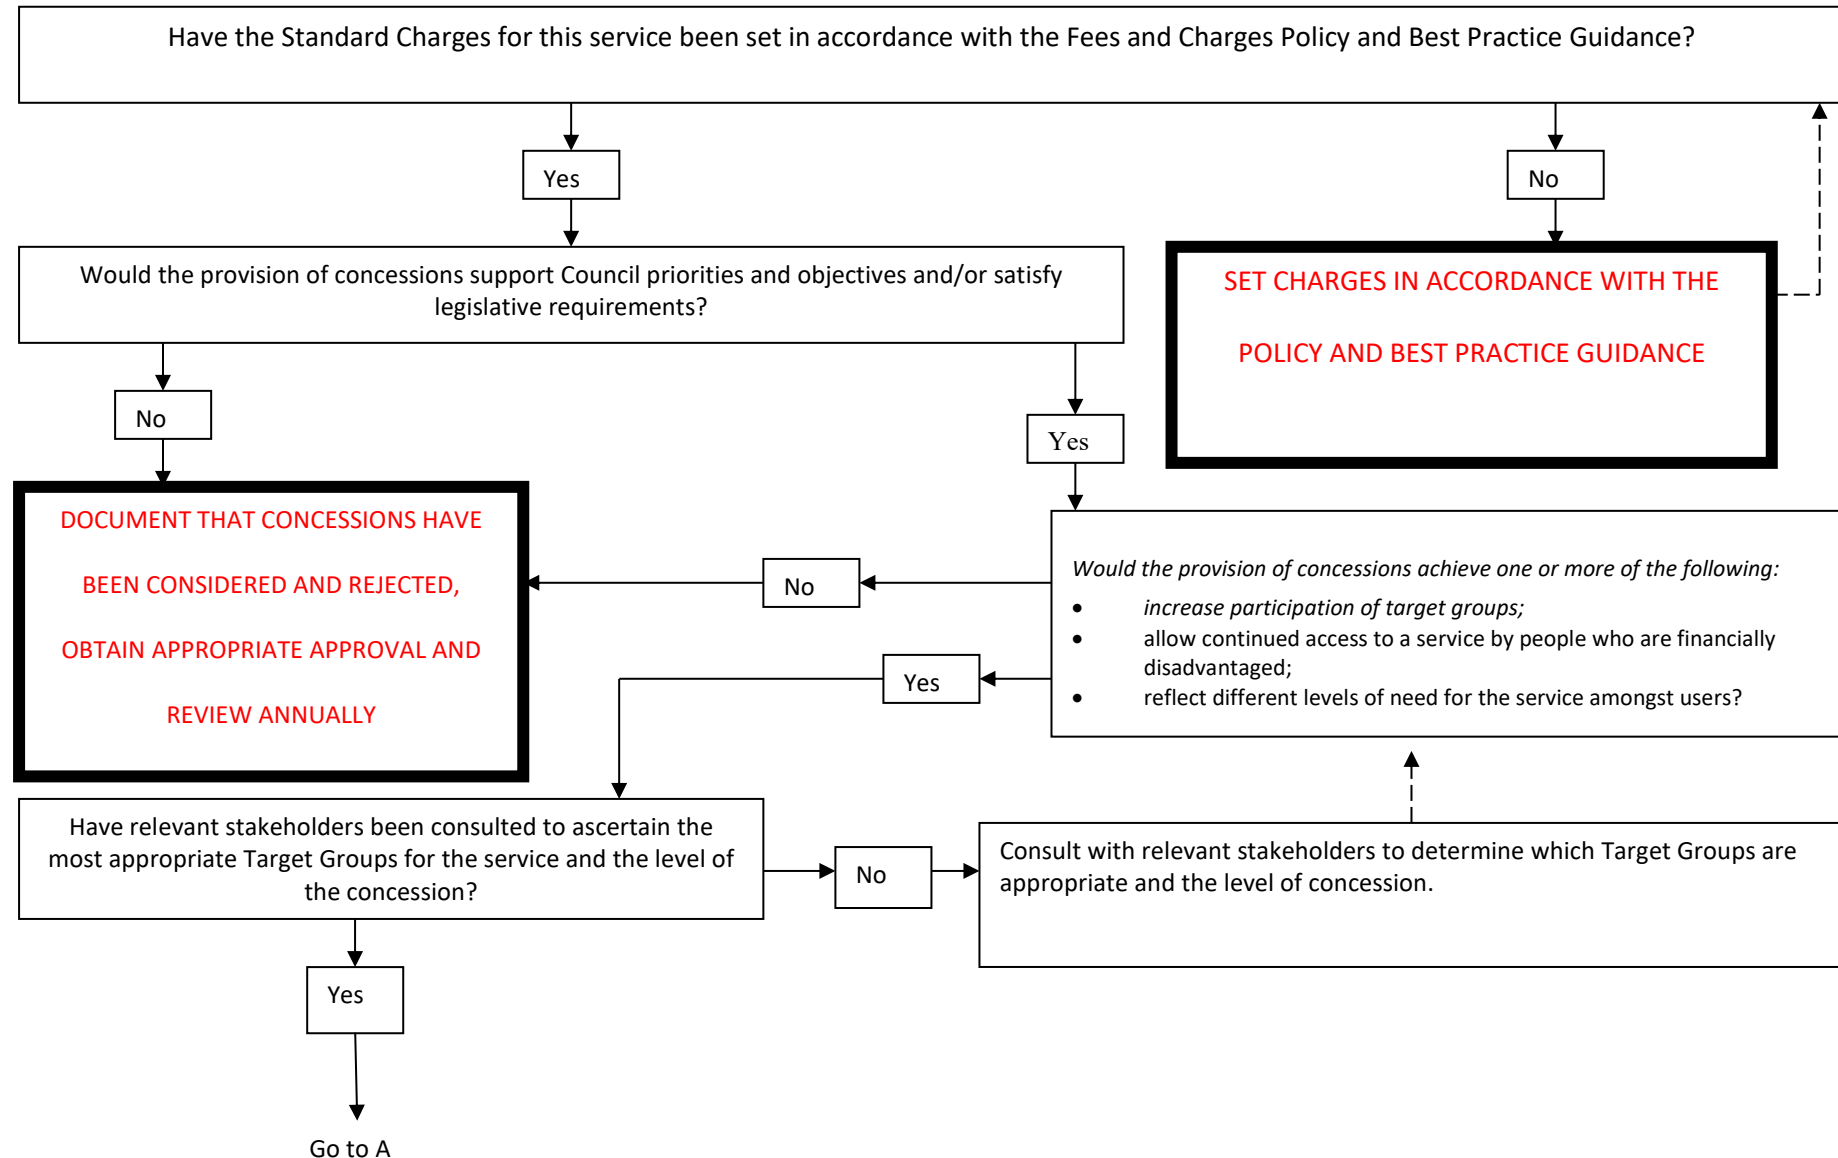 Have the Standard Charges for this service been set in accordance with the Fees and Charges Policy and Best Practice Guidance?
Yes
No
Would the provision of concessions support Council priorities and objectives and/or satisfy
legislative requirements?
SET CHARGES IN ACCORDANCE WITH THE
POLICY AND BEST PRACTICE GUIDANCE
No
Yes
DOCUMENT THAT CONCESSIONS HAVE
BEEN CONSIDERED AND REJECTED,
OBTAIN APPROPRIATE APPROVAL AND
REVIEW ANNUALLY
No
Would the provision of concessions achieve one or more of the following:
• increase participation of target groups;
• allow continued access to a service by people who are financially
disadvantaged;
• reflect different levels of need for the service amongst users?
Yes
Have relevant stakeholders been consulted to ascertain the
most appropriate Target Groups for the service and the level of
the concession?
No
Consult with relevant stakeholders to determine which Target Groups are
appropriate and the level of concession.
Yes
Go to A